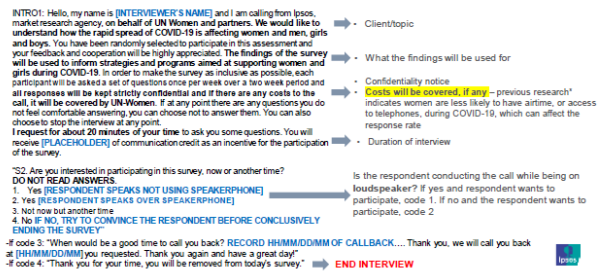 INTRO1: Hello, my name is [INTERVIEWER'S NAME] and I am calling from Ipsos,
market research agency, on behalf of UN Women and partners. We would like to
understand how the rapid spread of COVID-19 is affecting women and men, girls
and boys. You have been randomly selected to participate in this assessment and
your feedback and cooperation will be highly appreciated. The findings of the survey
will be used to inform strategies and programs aimed at supporting women and
girls during COVID-19. In order to make the survey as inclusive as possible, each
participant will be asked a set of questions once per week over a two week period and
all responses will be kept strictly confidential and if there are any costs to the
call, it will be covered by UN-Women. If at any point there are any questions you do
not feel comfortable answering, you can choose not to answer them. You can also
choose to stop the interview at any point.
I request for about 20 minutes of your time to ask you some questions. You will
receive [PLACEHOLDER] of communication credit as an incentive for the participation
of the survey.
• Client/topic
• What the findings will be used for
• Confidentiality notice
• Costs will be covered, if any – previous research*
indicates women are less likely to have airtime, or access
to telephones, during COVID-19, which can affect the
response rate
• Duration of interview
"S2. Are you interested in participating in this survey, now or another time?
DO NOT READ ANSWERS.
1. Yes [RESPONDENT SPEAKS NOT USING SPEAKERPHONE]
2. Yes [RESPONDENT SPEAKS OVER SPEAKERPHONE]
3. Not now but another time
4. No IF NO, TRY TO CONVINCE THE RESPONDENT BEFORE CONCLUSIVELY
ENDING THE SURVEY"
Is the respondent conducting the call while being on
loudspeaker? If yes and respondent wants to
participate, code 1. If no and the respondent wants to
participate, code 2
-If code 3: "When would be a good time to call you back? RECORD HH/MM/DD/MM OF CALLBACK…. Thank you, we will call you back
at [HH/MM/DD/MM] you requested. Thank you again and have a great day!"
-If code 4: "Thank you for your time, you will be removed from today's survey."
END INTERVIEW
Ipsos